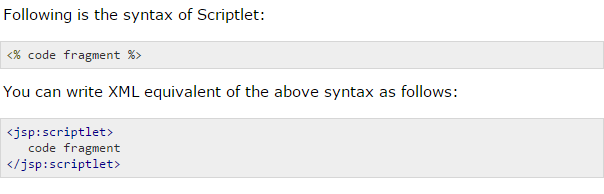 Following is the syntax of Scriptlet:
<% code fragment %>
You can write XML equivalent of the above syntax as follows:
<jsp:scriptlet>
   code fragment
</jsp:scriptlet>